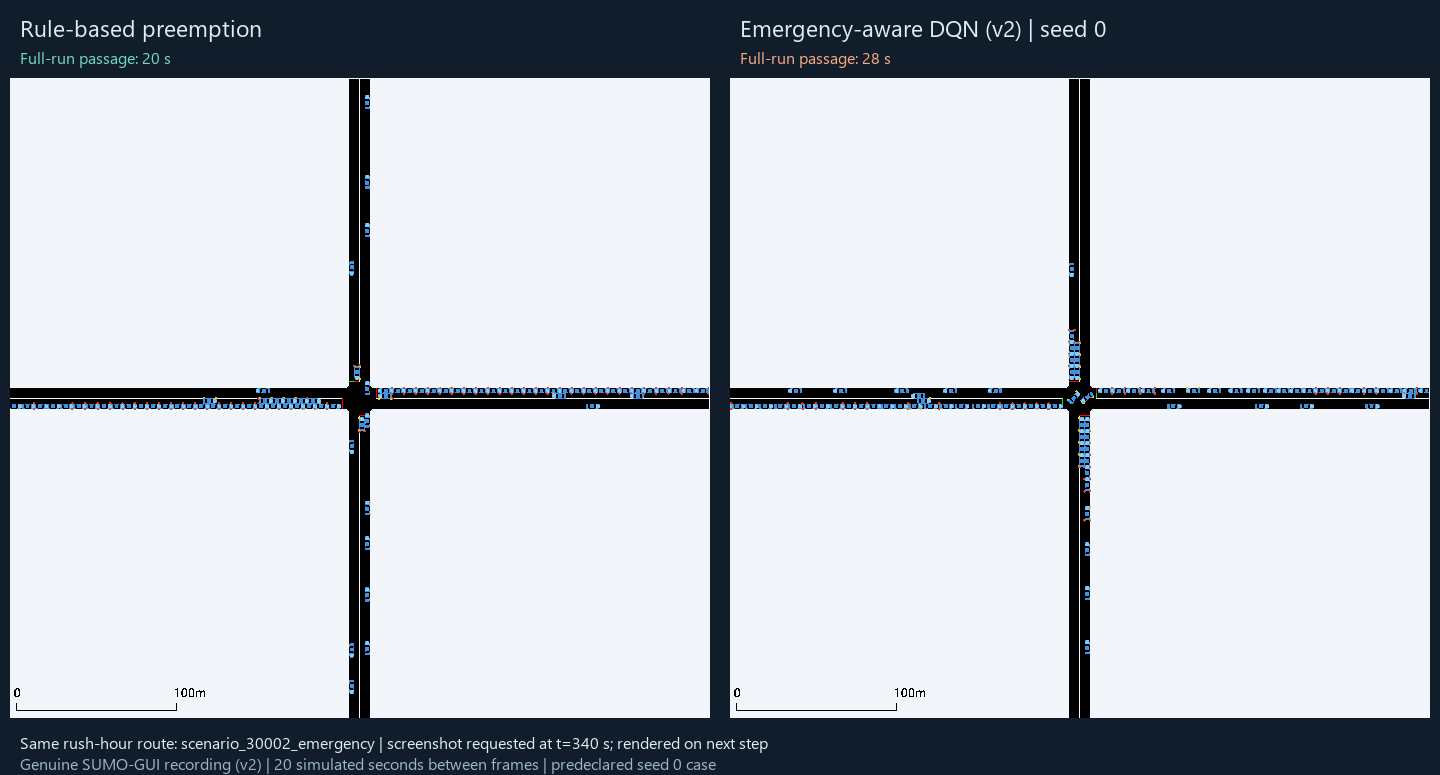 Rule-based preemption
Full-run passage: 20 s
Emergency-aware DQN (v2) | seed 0
Full-run passage: 28 s
0 100m
0 100m
Same rush-hour route: scenario_30002_emergency | screenshot requested at t=340 s; rendered on next step
Genuine SUMO-GUI recording (v2) | 20 simulated seconds between frames | predeclared seed 0 case